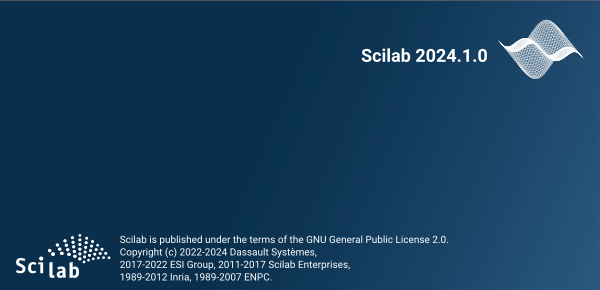 Scilab 2024.1.0
Scilab is published under the terms of the GNU General Public License 2.0.
Copyright (c) 2022-2024 Dassault Systèmes,
2017-2022 ESI Group, 2011-2017 Scilab Enterprises,
1989-2012 Inria, 1989-2007 ENPC.
Scilab